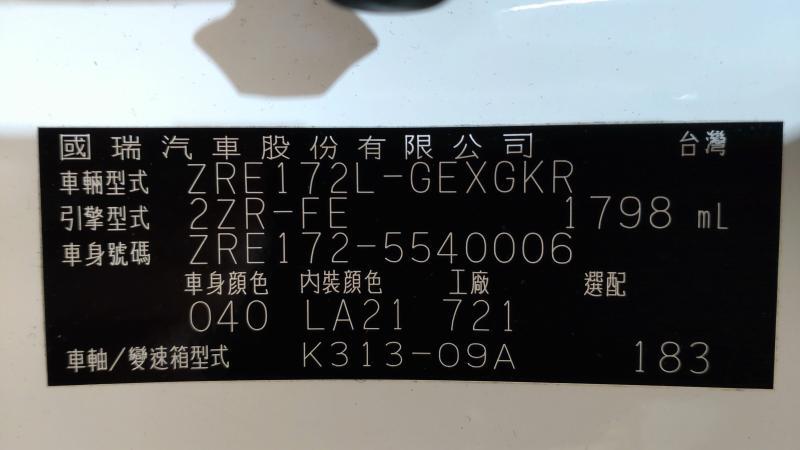 國瑞汽車股份有限公司 台灣
車輛型式 ZRE172L-GEXGKR
引擎型式 2ZR-FE 1798 mL
車身號碼 ZRE172-5540006
車身顏色 內裝顏色 工廠 選配
040 LA21 721
車軸/變速箱型式 K313-09A 183